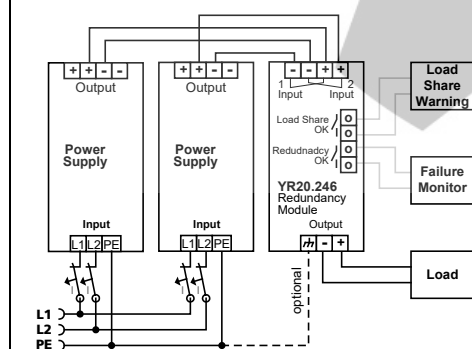 + + - -
Output
Power
Supply
Input
L1 L2 PE
+ + - -
Output
Power
Supply
Input
L1 L2 PE
- - + +
1 2
Input Input
Load Share
OK
Redudnadcy
OK
YR20.246
Redundancy
Module
Output
- +
optional
Load
Share
Warning
Failure
Monitor
Load
L1
L2
PE